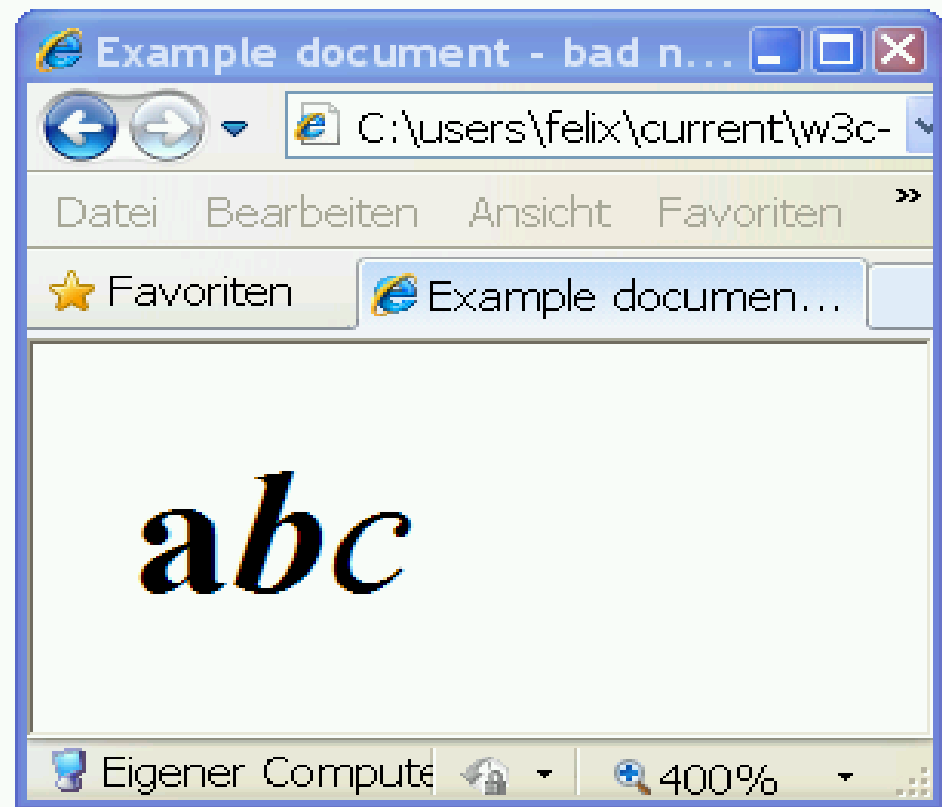 Example document - bad n...
C:\users\felix\current\w3c-
Datei Bearbeiten Ansicht Favoriten »
Favoriten Example documen...
abc
Eigener Compute 400%